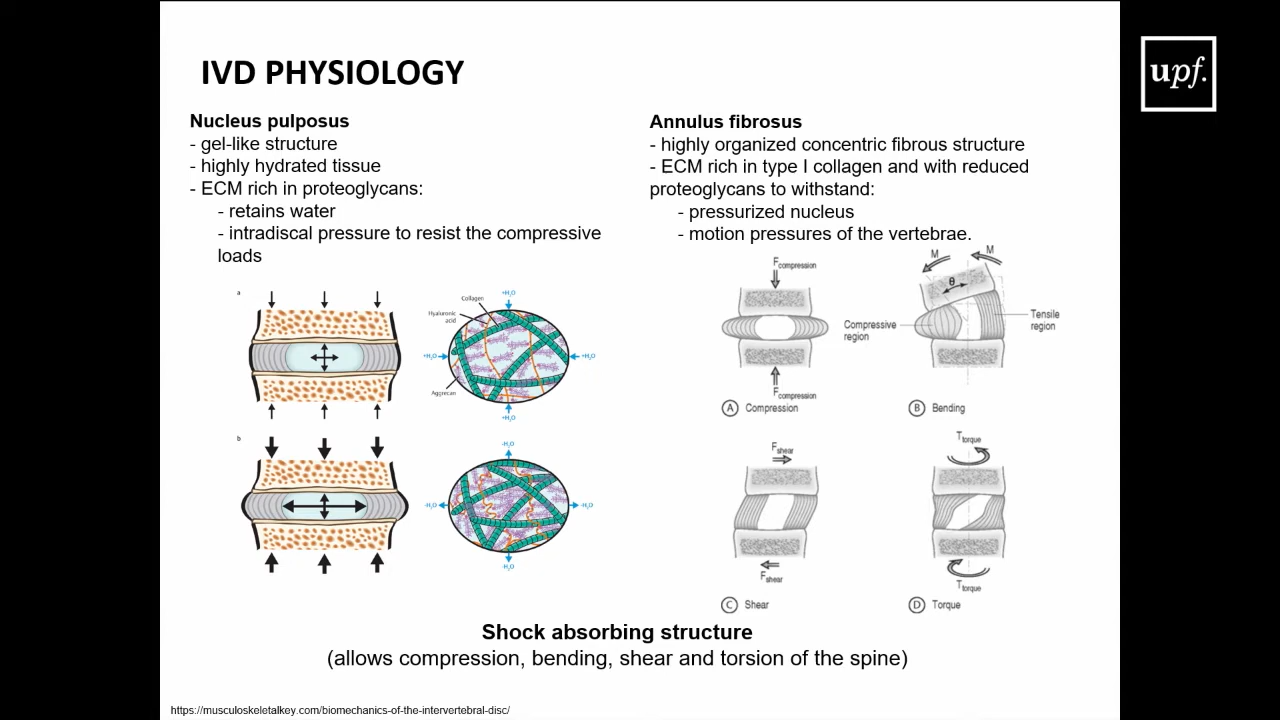 IVD PHYSIOLOGY
upf.
Nucleus pulposus
- gel-like structure
- highly hydrated tissue
- ECM rich in proteoglycans:
- retains water
- intradiscal pressure to resist the compressive
loads
Annulus fibrosus
- highly organized concentric fibrous structure
- ECM rich in type I collagen and with reduced
proteoglycans to withstand:
- pressurized nucleus
- motion pressures of the vertebrae.
a
+H₂O
Collagen
Hyaluronic
acid
+H₂O
+H₂O
Aggrecan
+H₂O
b
-H₂O
-H₂O
-H₂O
-H₂O
Fcompression
Fcompression
A Compression
M
M
θ
Compressive
region
Tensile
region
B Bending
Fshear
Fshear
C Shear
Ttorque
Ttorque
D Torque
Shock absorbing structure
(allows compression, bending, shear and torsion of the spine)
https://musculoskeletalkey.com/biomechanics-of-the-intervertebral-disc/